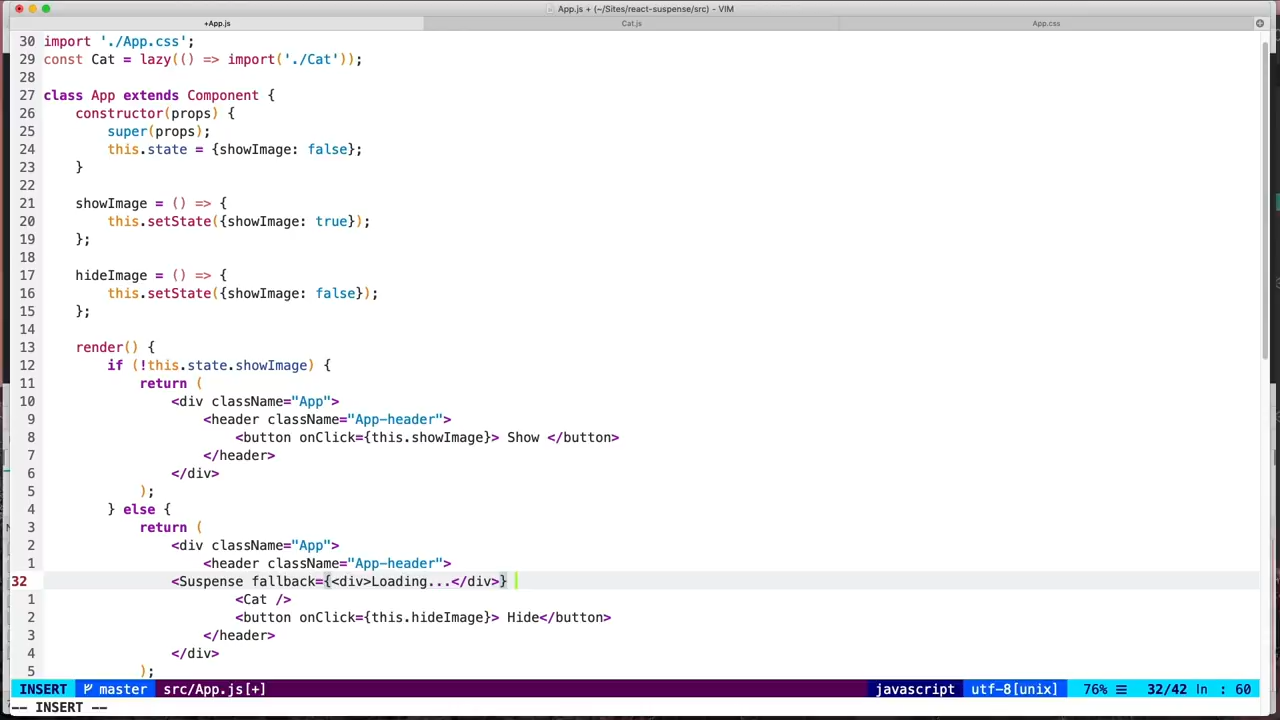 App.js + (~/Sites/react-suspense/src) - VIM
+App.js Cat.js App.css
30 import './App.css';
29 const Cat = lazy(() => import('./Cat'));
28
27 class App extends Component {
26 constructor(props) {
25 super(props);
24 this.state = {showImage: false};
23 }
22
21 showImage = () => {
20 this.setState({showImage: true});
19 };
18
17 hideImage = () => {
16 this.setState({showImage: false});
15 };
14
13 render() {
12 if (!this.state.showImage) {
11 return (
10 <div className="App">
9 <header className="App-header">
8 <button onClick={this.showImage}> Show </button>
7 </header>
6 </div>
5 );
4 } else {
3 return (
2 <div className="App">
1 <header className="App-header">
32 <Suspense fallback={<div>Loading...</div>}
1 <Cat />
2 <button onClick={this.hideImage}> Hide</button>
3 </header>
4 </div>
5 );
INSERT master src/App.js[+] javascript utf-8[unix] 76% ☰ 32/42 ln : 60
-- INSERT --